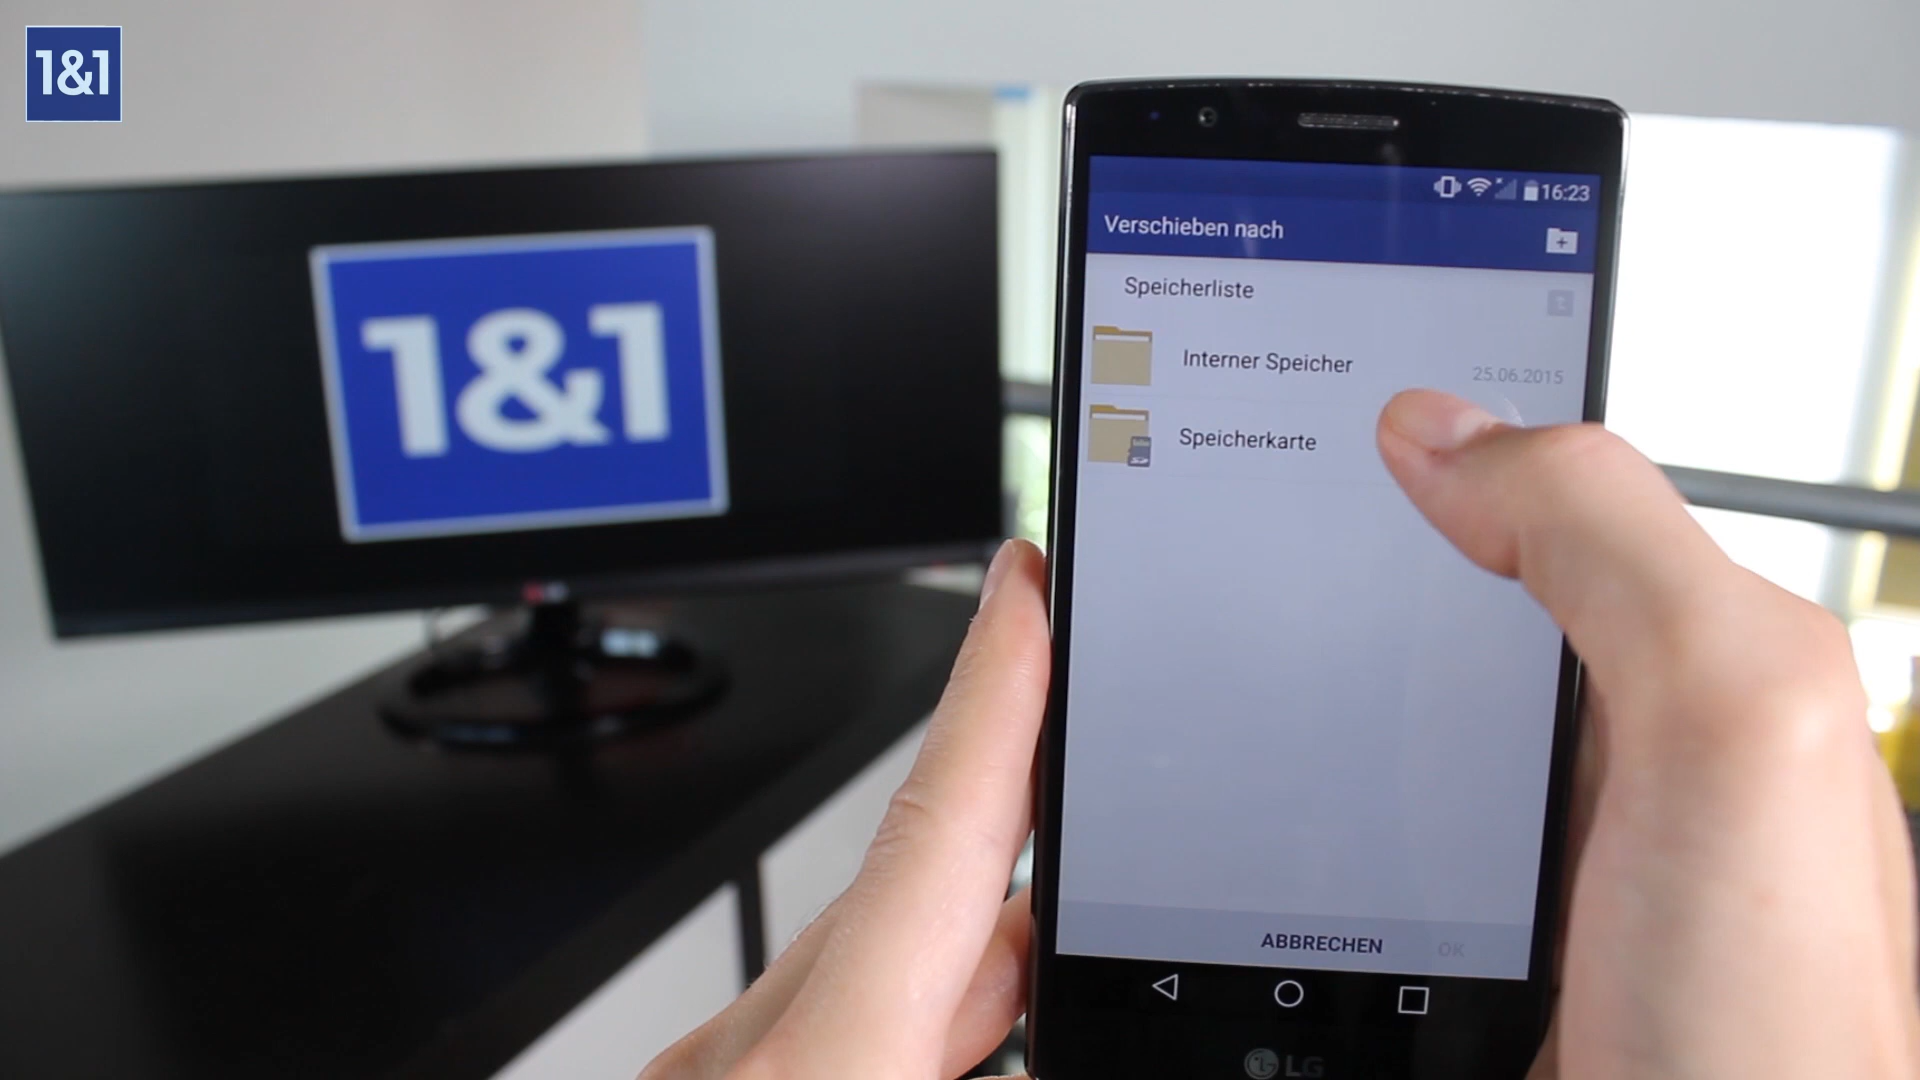 1&1
1&1
16:23
Verschieben nach
Speicherliste
Interner Speicher
25.06.2015
Speicherkarte
ABBRECHEN
OK
LG